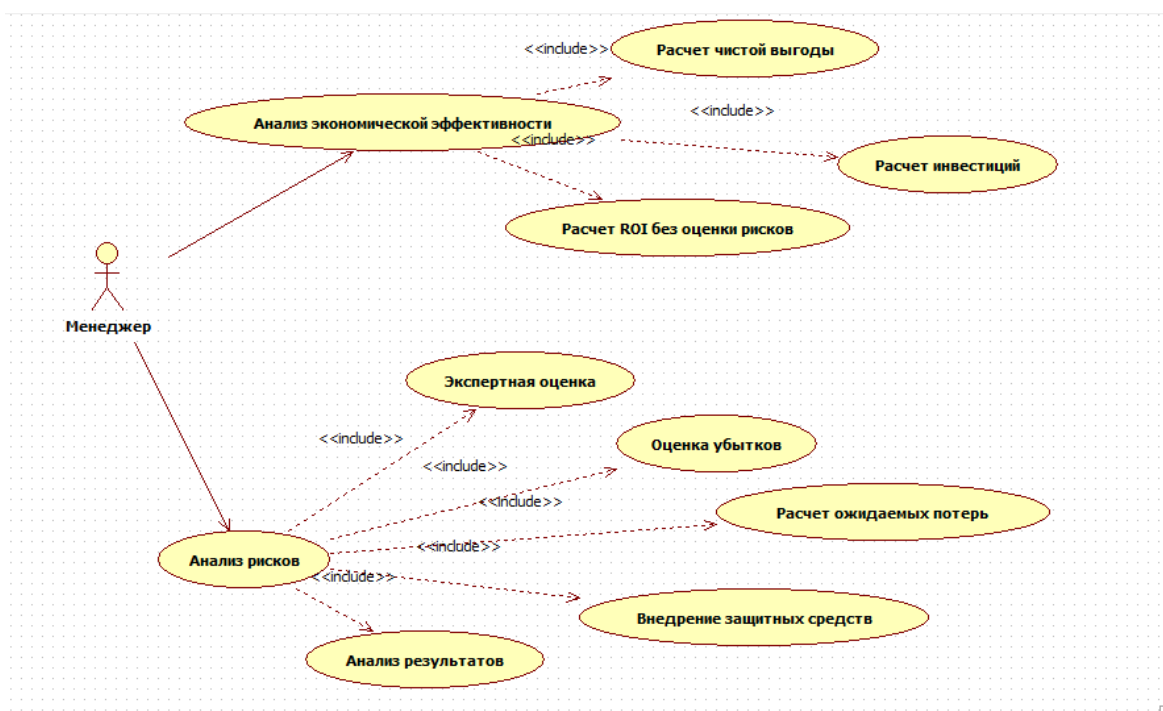 <<include>>
Расчет чистой выгоды
<<include>>
Анализ экономической эффективности
<<include>>
Расчет инвестиций
Расчет ROI без оценки рисков
Менеджер
Экспертная оценка
<<include>>
Оценка убытков
<<include>>
<<include>>
Расчет ожидаемых потерь
<<include>>
Анализ рисков
<<include>>
Внедрение защитных средств
Анализ результатов